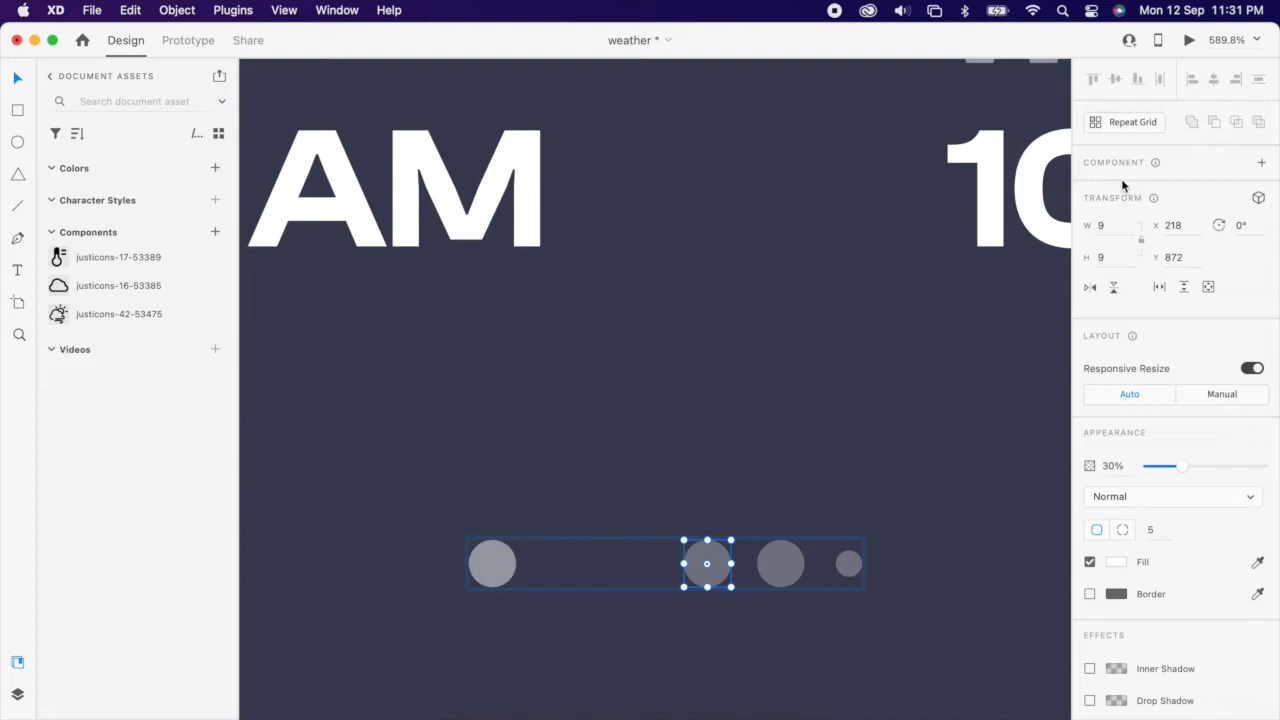 XD File Edit Object Plugins View Window Help Mon 12 Sep 11:31 PM
Design Prototype Share weather * 589.8%
DOCUMENT ASSETS
Search document asset
/...
Repeat Grid
Colors
COMPONENT
Character Styles
TRANSFORM
Components
W 9 X 218 0°
justicons-17-53389
H 9 Y 872
justicons-16-53385
justicons-42-53475
Videos
AM 10
LAYOUT
Responsive Resize
Auto Manual
APPEARANCE
30%
Normal
5
Fill
Border
EFFECTS
Inner Shadow
Drop Shadow